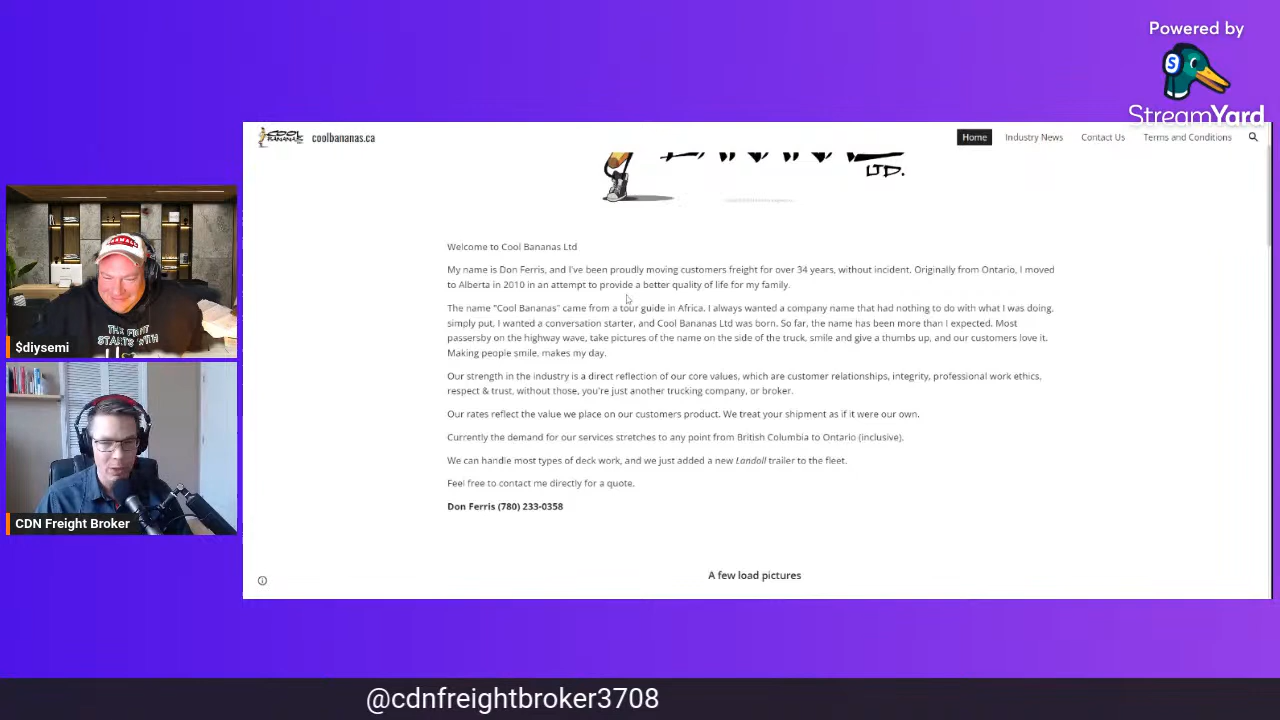 Powered by
StreamYard
COOL BANANAS
coolbananas.ca
Home
Industry News
Contact Us
Terms and Conditions
LTD.
Welcome to Cool Bananas Ltd
My name is Don Ferris, and I've been proudly moving customers freight for over 34 years, without incident. Originally from Ontario, I moved
to Alberta in 2010 in an attempt to provide a better quality of life for my family.
The name "Cool Bananas" came from a tour guide in Africa. I always wanted a company name that had nothing to do with what I was doing,
simply put, I wanted a conversation starter, and Cool Bananas Ltd was born. So far, the name has been more than I expected. Most
passersby on the highway wave, take pictures of the name on the side of the truck, smile and give a thumbs up, and our customers love it.
Making people smile, makes my day.
Our strength in the industry is a direct reflection of our core values, which are customer relationships, integrity, professional work ethics,
respect & trust, without those, you're just another trucking company, or broker.
Our rates reflect the value we place on our customers product. We treat your shipment as if it were our own.
Currently the demand for our services stretches to any point from British Columbia to Ontario (inclusive).
We can handle most types of deck work, and we just added a new Landoll trailer to the fleet.
Feel free to contact me directly for a quote.
Don Ferris (780) 233-0358
A few load pictures
THE FIGHT
STARTS WITH
$diysemi
CDN Freight Broker
@cdnfreightbroker3708